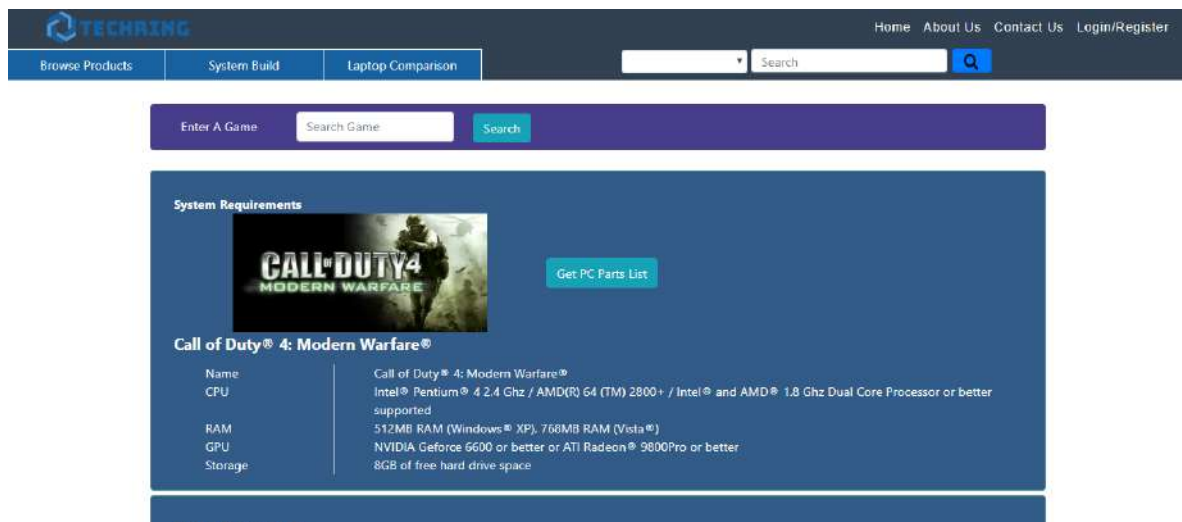 TECHRING
Home About Us Contact Us Login/Register
Browse Products System Build Laptop Comparison Search
Enter A Game Search Game Search
System Requirements
CALL OF DUTY 4
MODERN WARFARE
Get PC Parts List
Call of Duty® 4: Modern Warfare®
Name Call of Duty® 4: Modern Warfare®
CPU Intel® Pentium® 4 2.4 Ghz / AMD(R) 64 (TM) 2800+ / Intel® and AMD® 1.8 Ghz Dual Core Processor or better
supported
RAM 512MB RAM (Windows® XP), 768MB RAM (Vista®)
GPU NVIDIA Geforce 6600 or better or ATI Radeon® 9800Pro or better
Storage 8GB of free hard drive space